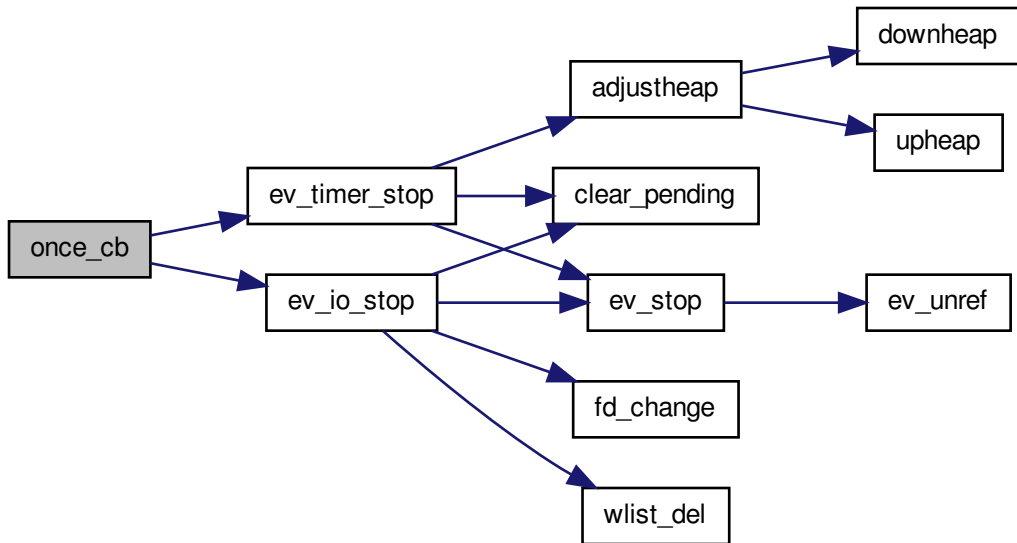 once_cb
ev_timer_stop
ev_io_stop
adjustheap
clear_pending
ev_stop
fd_change
wlist_del
downheap
upheap
ev_unref